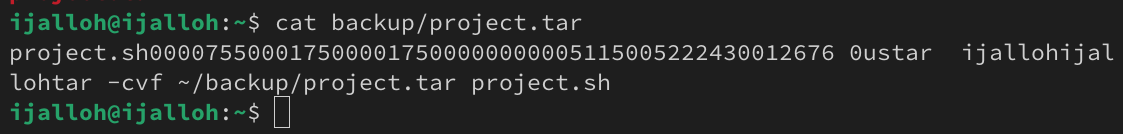 ijalloh@ijalloh:~$ cat backup/project.tar
project.sh0000755000175000017500000000005115005222430012676 0ustar  ijallohijal
lohtar -cvf ~/backup/project.tar project.sh
ijalloh@ijalloh:~$